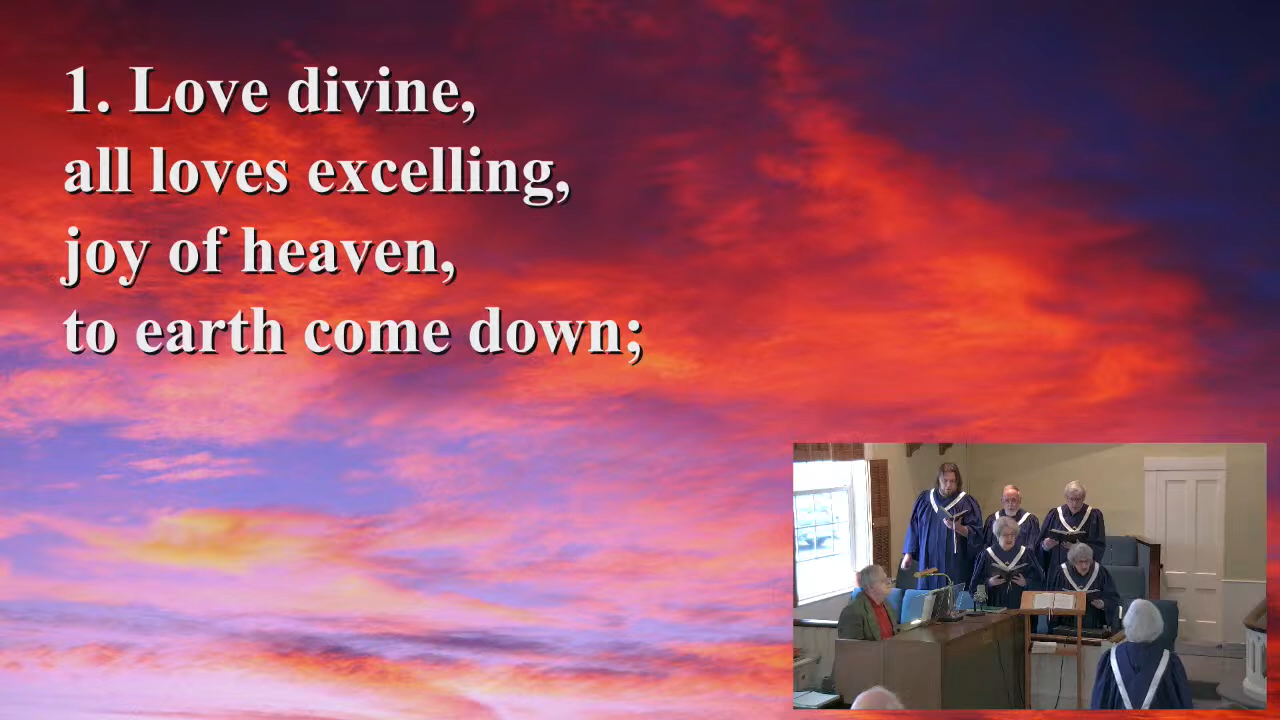 1. Love divine,
all loves excelling,
joy of heaven,
to earth come down;